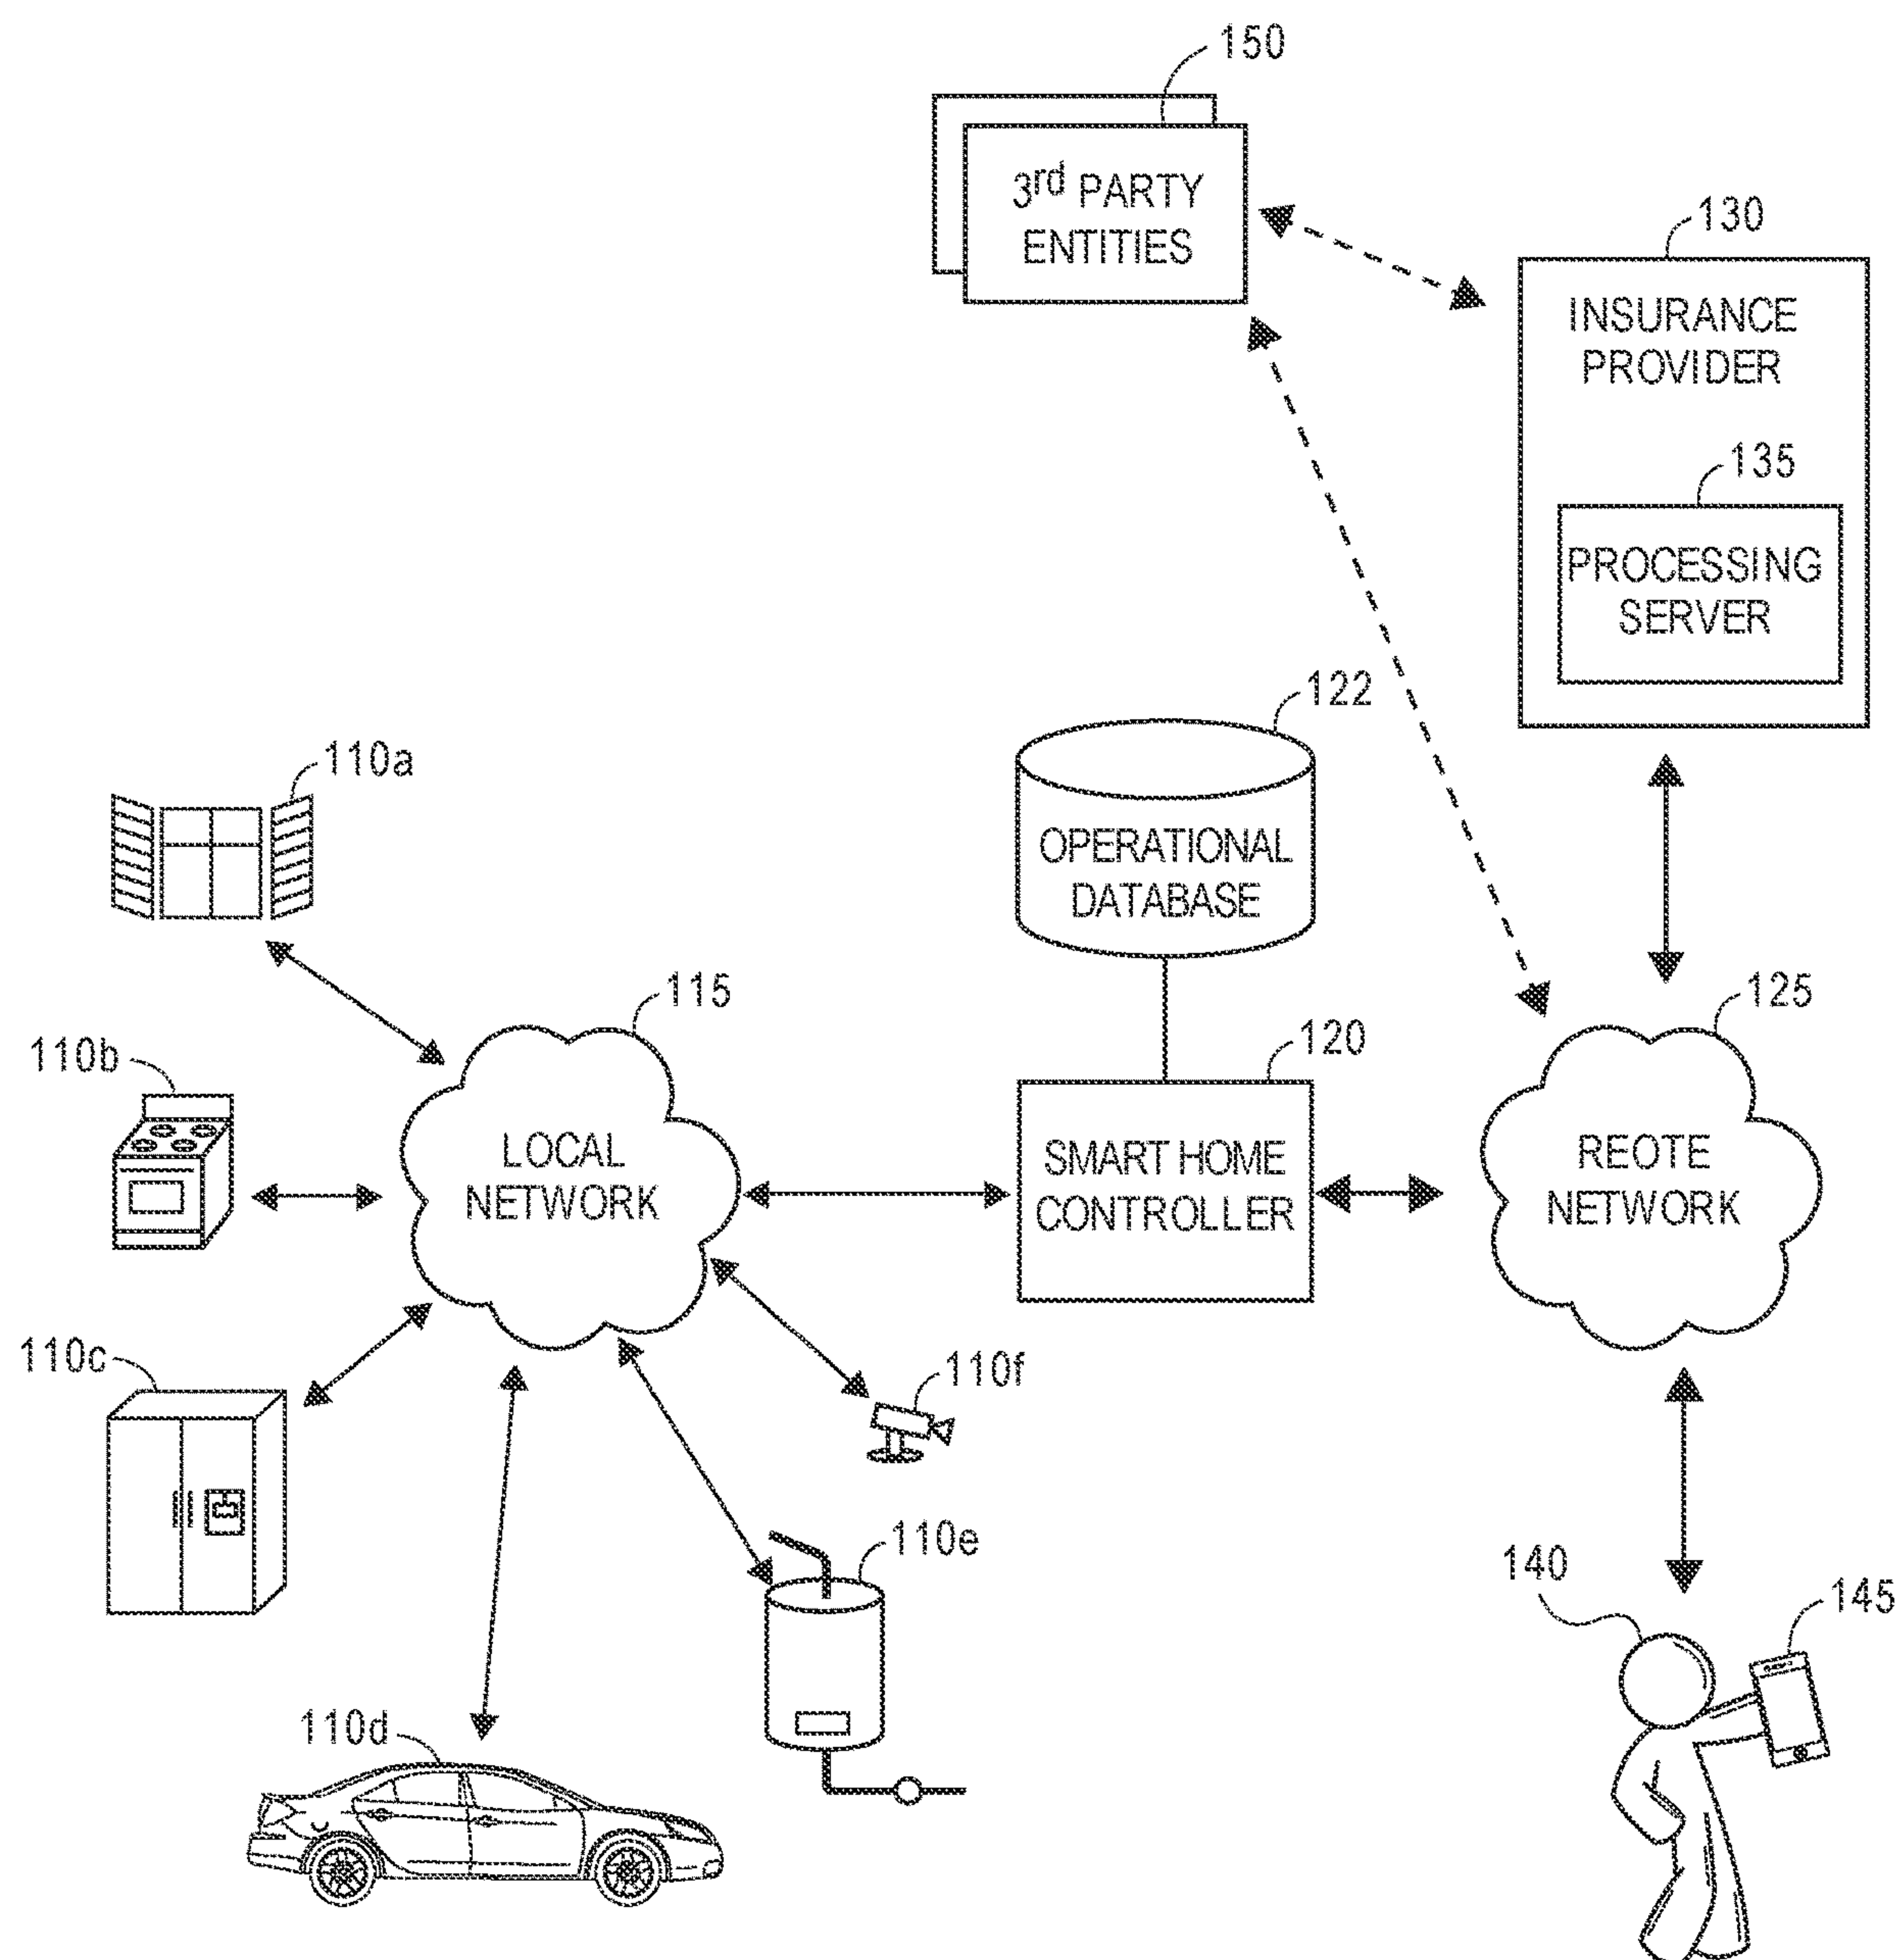 150
3rd PARTY
ENTITIES
130
INSURANCE
PROVIDER
135
PROCESSING
SERVER
122
OPERATIONAL
DATABASE
110a
115
125
110b
120
LOCAL
NETWORK
SMART HOME
CONTROLLER
REOTE
NETWORK
110c
110f
110e
140
145
110d